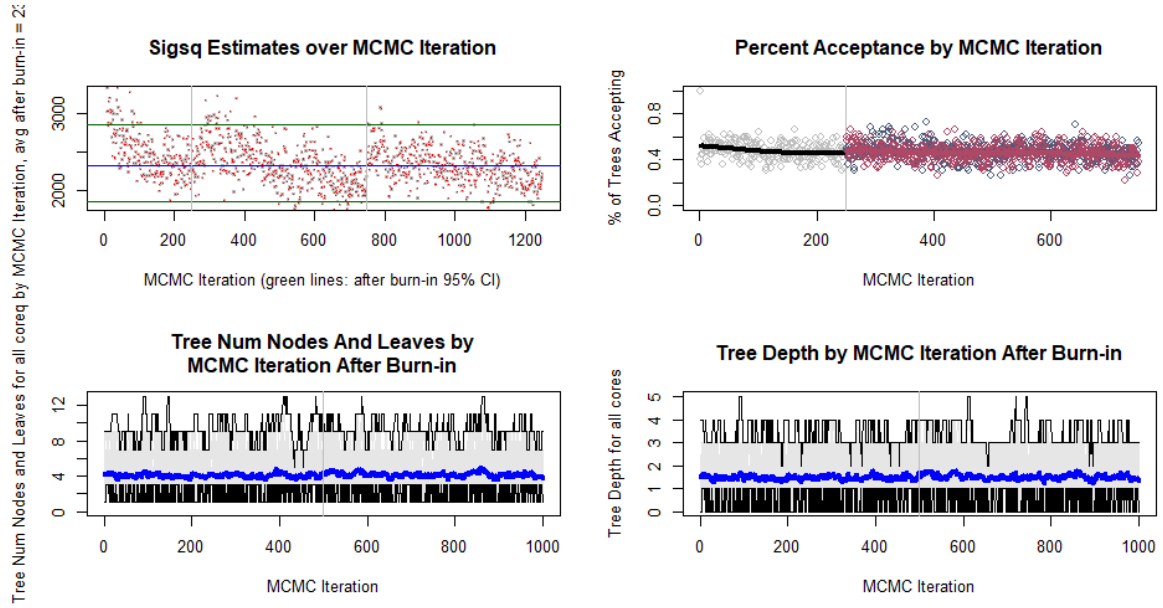 Tree Num Nodes and Leaves for all coreq by MCMC Iteration, avg after burn-in = 2
Sigsq Estimates over MCMC Iteration
3000
2000
0 200 400 600 800 1000 1200
MCMC Iteration (green lines: after burn-in 95% CI)
Percent Acceptance by MCMC Iteration
% of Trees Accepting
0.8
0.4
0.0
0 200 400 600
MCMC Iteration
Tree Num Nodes And Leaves by
MCMC Iteration After Burn-in
12
8
4
0
0 200 400 600 800 1000
MCMC Iteration
Tree Depth by MCMC Iteration After Burn-in
Tree Depth for all cores
5
4
3
2
1
0
0 200 400 600 800 1000
MCMC Iteration